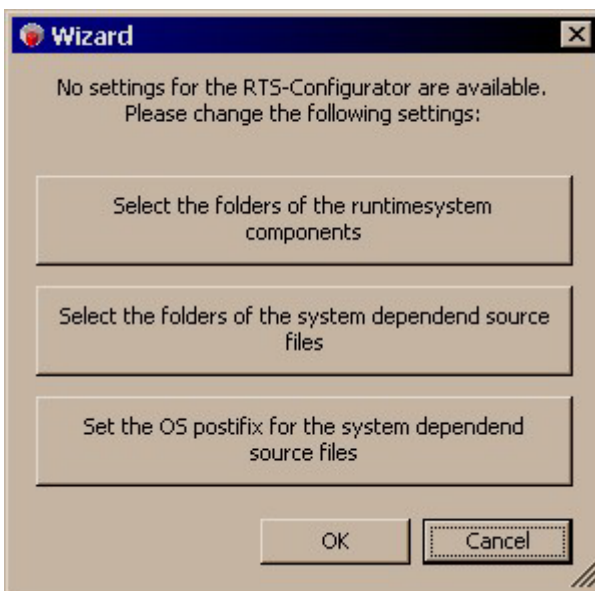 Wizard
No settings for the RTS-Configurator are available.
Please change the following settings:
Select the folders of the runtimesystem
components
Select the folders of the system dependend source
files
Set the OS postifix for the system dependend
source files
OK
Cancel